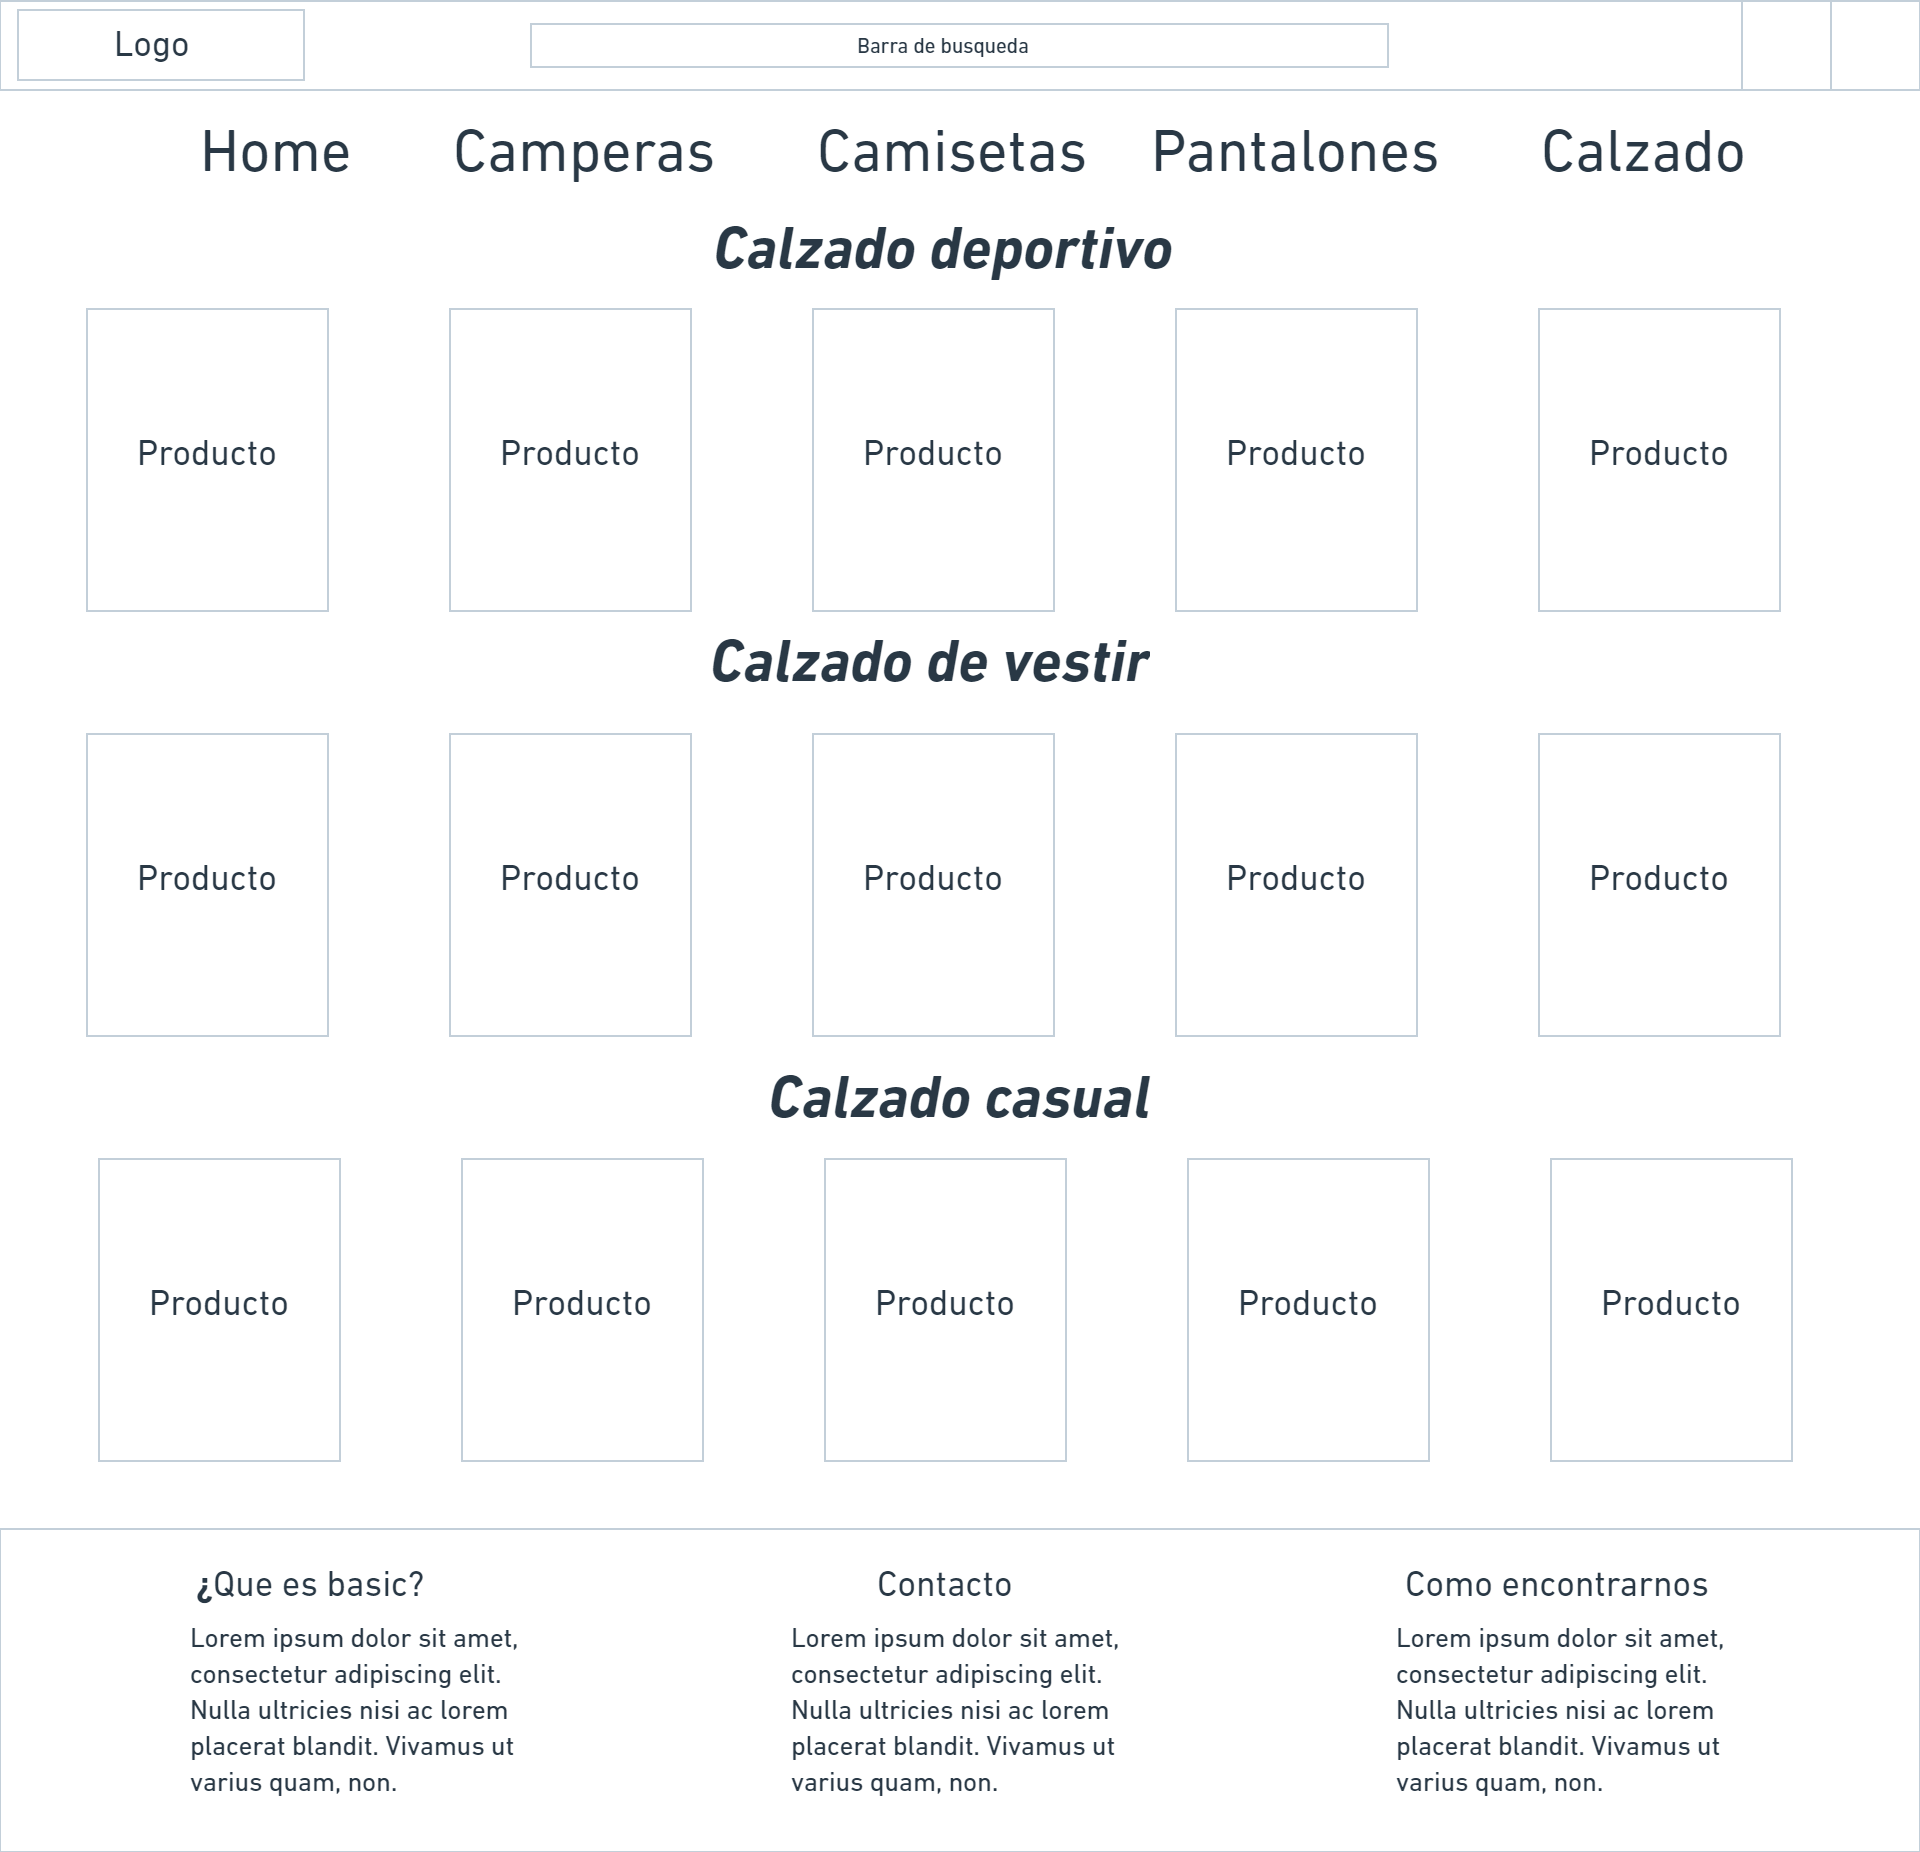 Logo
Barra de busqueda
Home Camperas Camisetas Pantalones Calzado
Calzado deportivo
Producto Producto Producto Producto Producto
Calzado de vestir
Producto Producto Producto Producto Producto
Calzado casual
Producto Producto Producto Producto Producto
¿Que es basic?
Lorem ipsum dolor sit amet,
consectetur adipiscing elit.
Nulla ultricies nisi ac lorem
placerat blandit. Vivamus ut
varius quam, non.
Contacto
Lorem ipsum dolor sit amet,
consectetur adipiscing elit.
Nulla ultricies nisi ac lorem
placerat blandit. Vivamus ut
varius quam, non.
Como encontrarnos
Lorem ipsum dolor sit amet,
consectetur adipiscing elit.
Nulla ultricies nisi ac lorem
placerat blandit. Vivamus ut
varius quam, non.